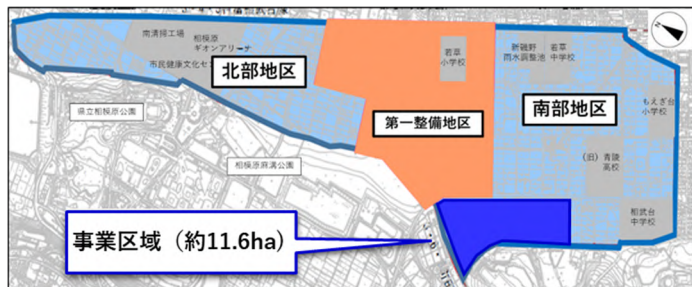 南清掃工場
相模原
ギオンアリーナ
市民健康文化セ
北部地区
県立相模原公園
相模原麻溝公園
若草
小学校
第一整備地区
新磯野
雨水調整池
若草
中学校
南部地区
もえぎ台
小学校
(旧)青陵
高校
相武台
中学校
事業区域(約11.6ha)
N